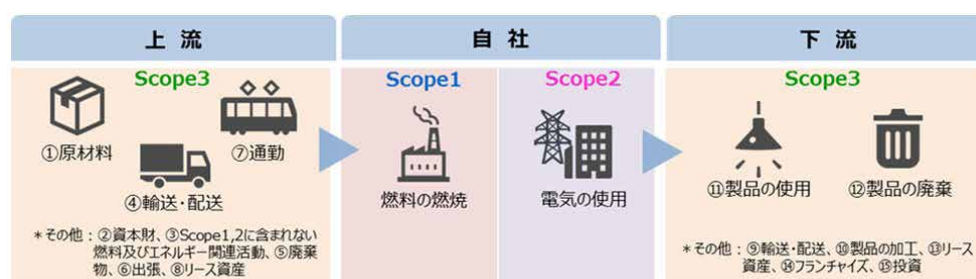 上流
自社
下流
Scope3
①原材料
⑦通勤
④輸送・配送
＊その他：②資本財、③Scope1,2に含まれない
燃料及びエネルギー関連活動、⑤廃棄
物、⑥出張、⑧リース資産
Scope1
燃料の燃焼
Scope2
電気の使用
Scope3
⑪製品の使用
⑫製品の廃棄
＊その他：⑨輸送・配送、⑩製品の加工、⑬リース
資産、⑭フランチャイズ、⑮投資